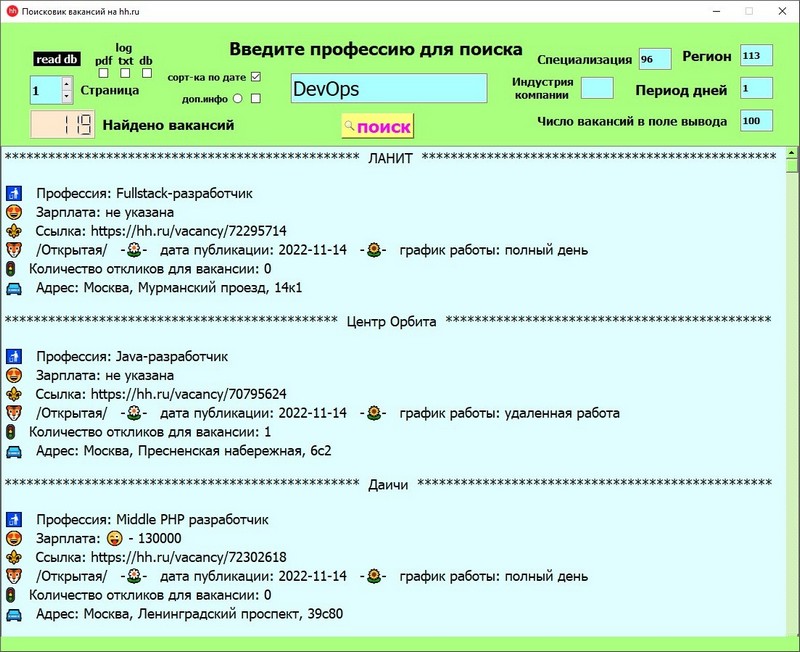 hh Поисковик вакансий на hh.ru
read db
log
pdf txt db
Введите профессию для поиска
Специализация 96
Регион 113
1 Страница
сорт-ка по дате
DevOps
Индустрия
компании
Период дней 1
доп.инфо
119 Найдено вакансий
поиск
Число вакансий в поле вывода 100
************************************************* ЛАНИТ *************************************************
Профессия: Fullstack-разработчик
Зарплата: не указана
Ссылка: https://hh.ru/vacancy/72295714
/Открытая/ -🌼- дата публикации: 2022-11-14 -🌻- график работы: полный день
Количество откликов для вакансии: 0
Адрес: Москва, Мурманский проезд, 14к1
********************************************** Центр Орбита *********************************************
Профессия: Java-разработчик
Зарплата: не указана
Ссылка: https://hh.ru/vacancy/70795624
/Открытая/ -🌼- дата публикации: 2022-11-14 -🌻- график работы: удаленная работа
Количество откликов для вакансии: 1
Адрес: Москва, Пресненская набережная, 6с2
************************************************* Даичи *************************************************
Профессия: Middle PHP разработчик
Зарплата: 😜 - 130000
Ссылка: https://hh.ru/vacancy/72302618
/Открытая/ -🌼- дата публикации: 2022-11-14 -🌻- график работы: полный день
Количество откликов для вакансии: 0
Адрес: Москва, Ленинградский проспект, 39с80